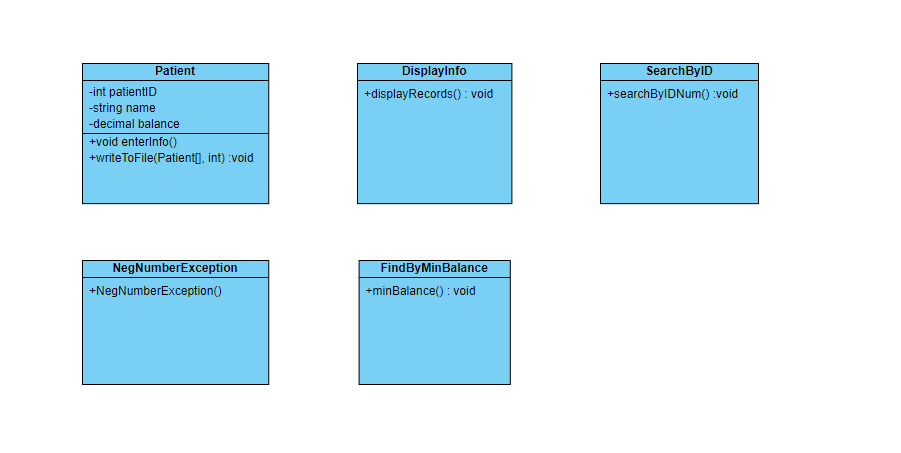 Patient
-int patientID
-string name
-decimal balance
+void enterInfo()
+writeToFile(Patient[], int) :void
DisplayInfo
+displayRecords() : void
SearchByID
+searchByIDNum() :void
NegNumberException
+NegNumberException()
FindByMinBalance
+minBalance() : void